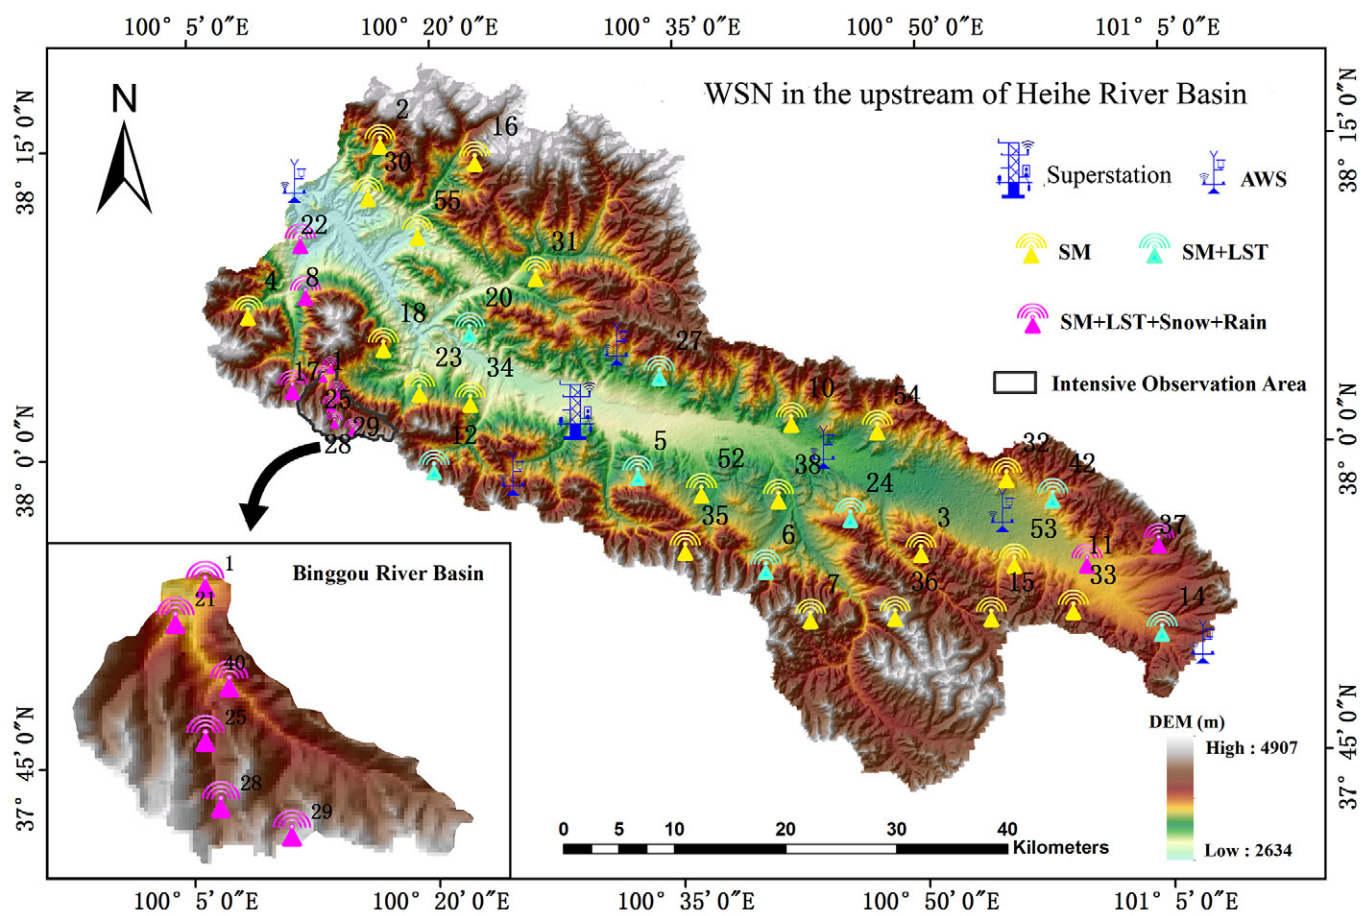 100° 5′ 0″E
100° 20′ 0″E
100° 35′ 0″E
100° 50′ 0″E
101° 5′ 0″E
38° 15′ 0″N
38° 0′ 0″N
37° 45′ 0″N
38° 15′ 0″N
38° 0′ 0″N
37° 45′ 0″N
N
WSN in the upstream of Heihe River Basin
Superstation
AWS
SM
SM+LST
SM+LST+Snow+Rain
Intensive Observation Area
2
16
30
55
22
31
4
8
18
20
27
23
34
17
1
25
10
54
29
28
12
5
52
38
32
42
24
35
3
53
37
6
11
33
7
36
15
14
Binggou River Basin
1
21
40
25
28
29
DEM (m)
High : 4907
Low : 2634
0
5
10
20
30
40
Kilometers
100° 5′ 0″E
100° 20′ 0″E
100° 35′ 0″E
100° 50′ 0″E
101° 5′ 0″E